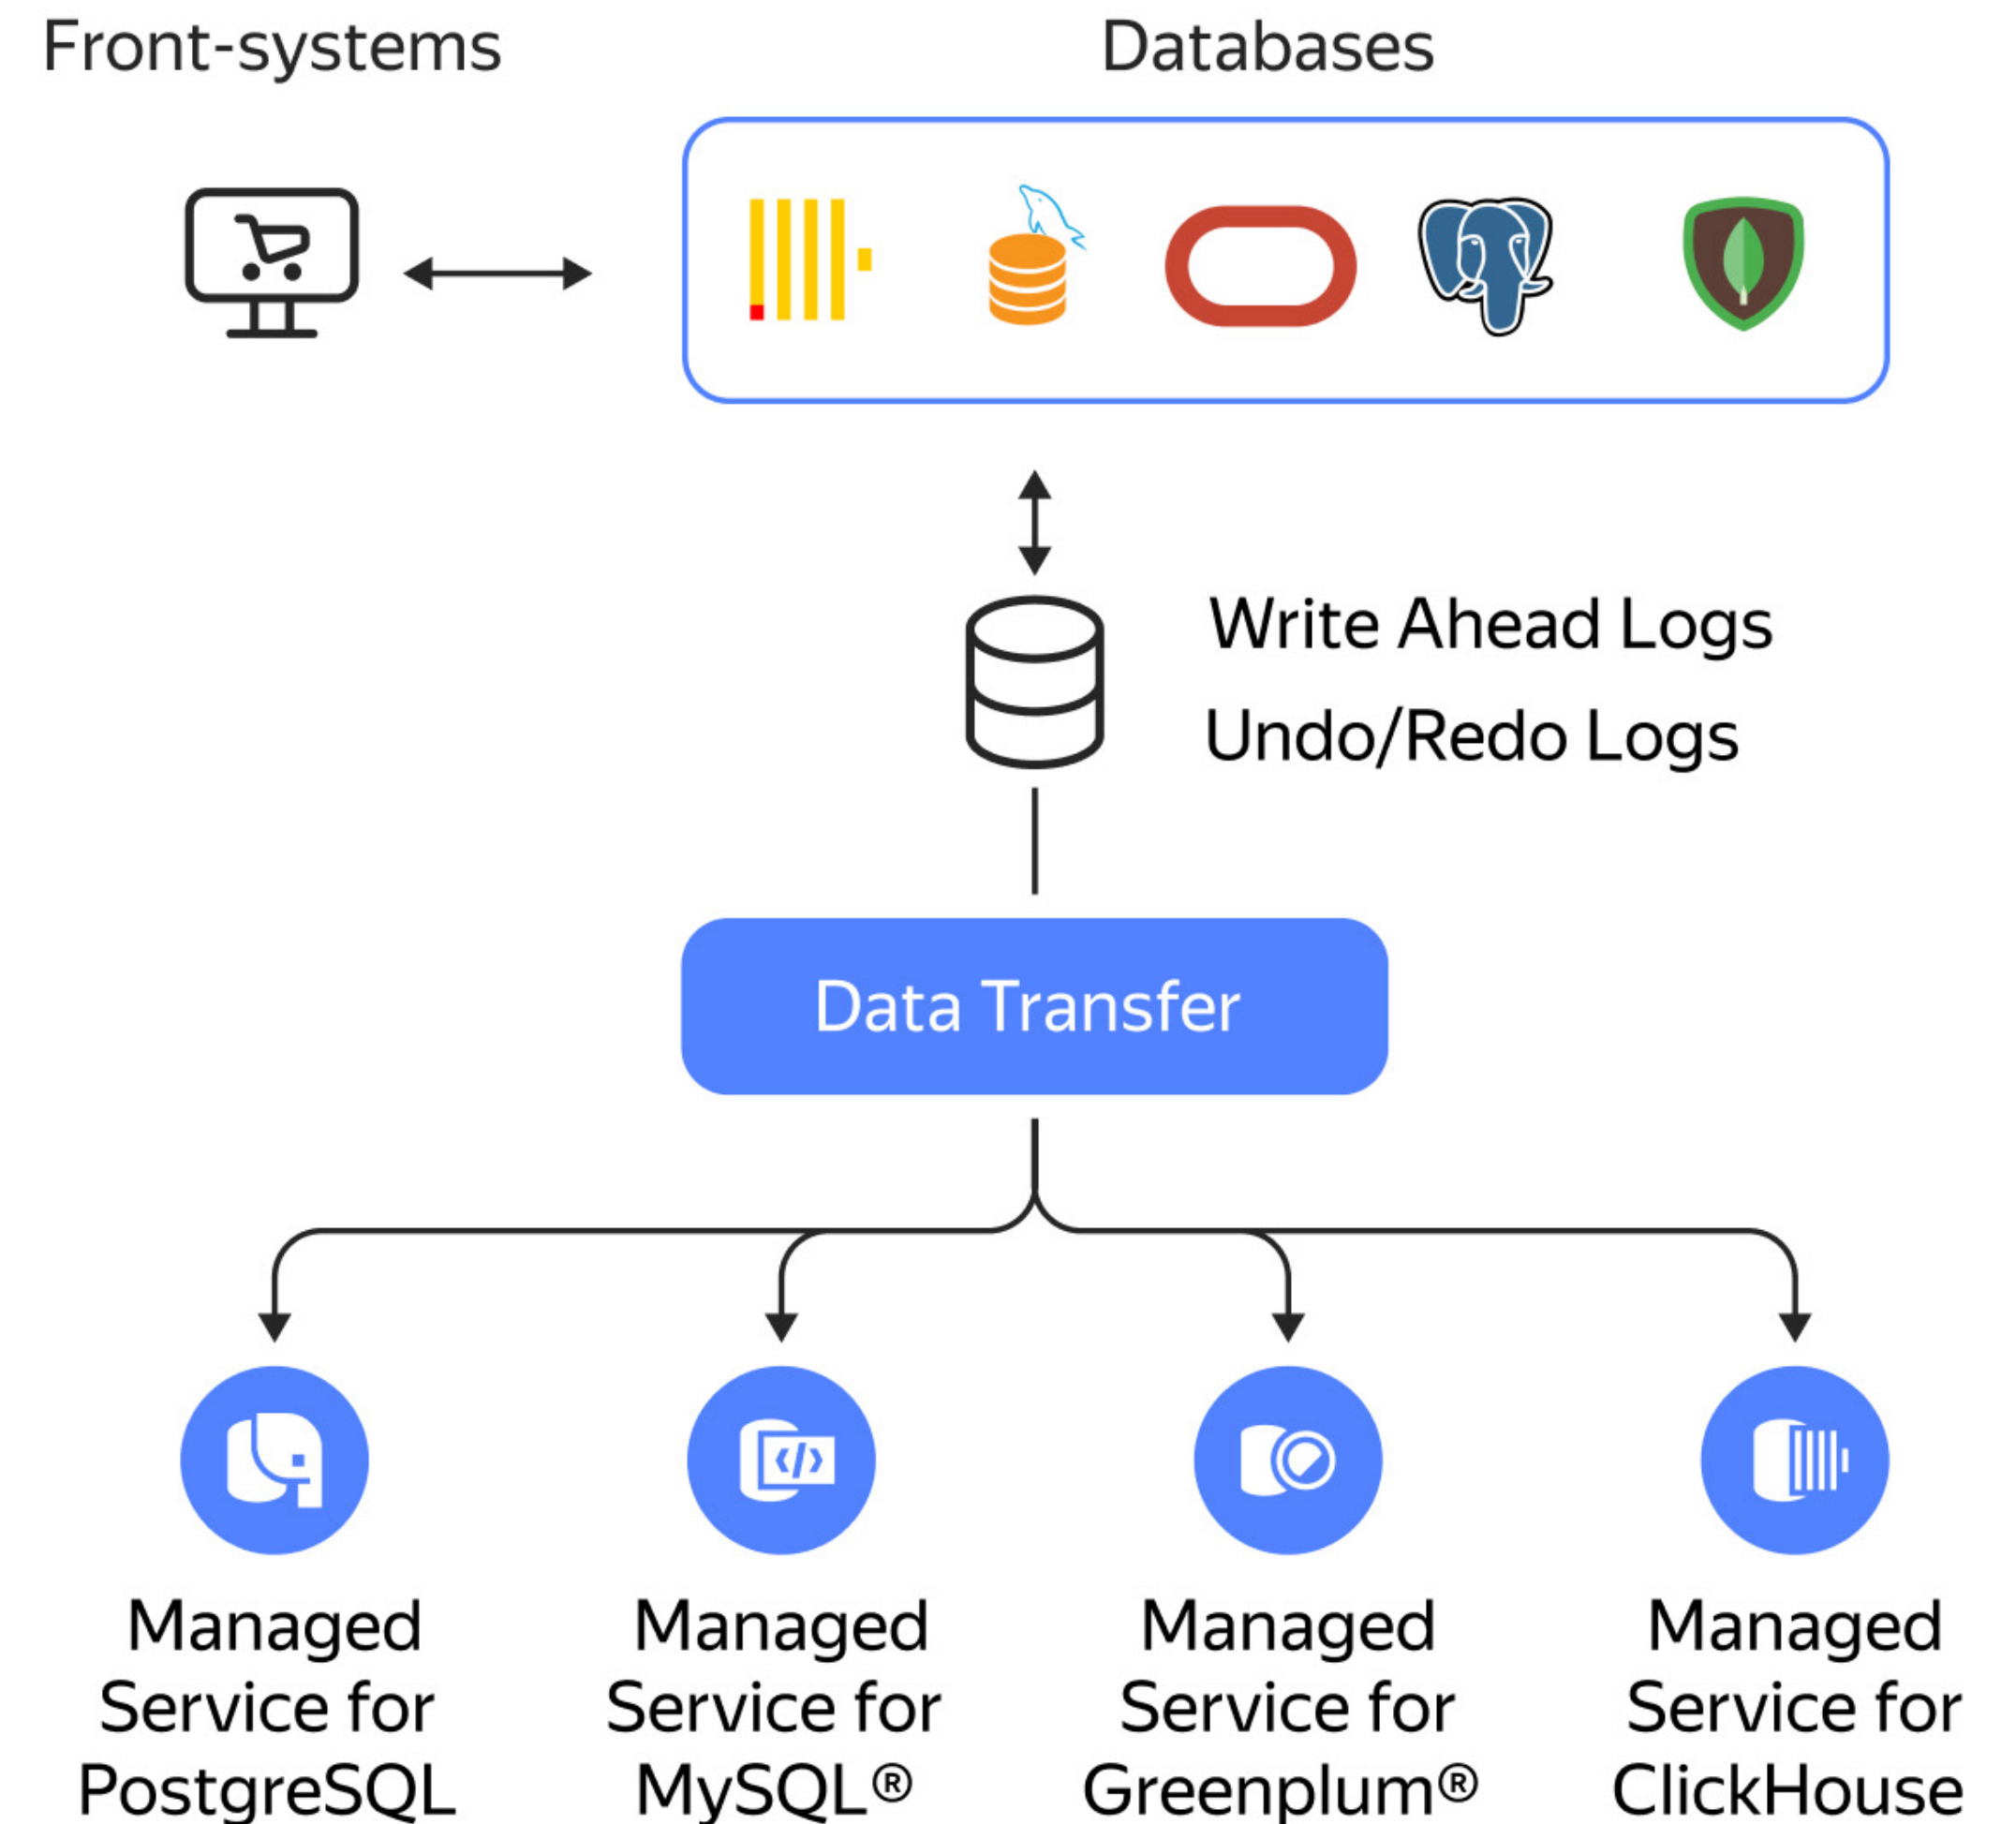 Front-systems
Databases
Write Ahead Logs
Undo/Redo Logs
Data Transfer
Managed
Service for
PostgreSQL
Managed
Service for
MySQL®
Managed
Service for
Greenplum®
Managed
Service for
ClickHouse